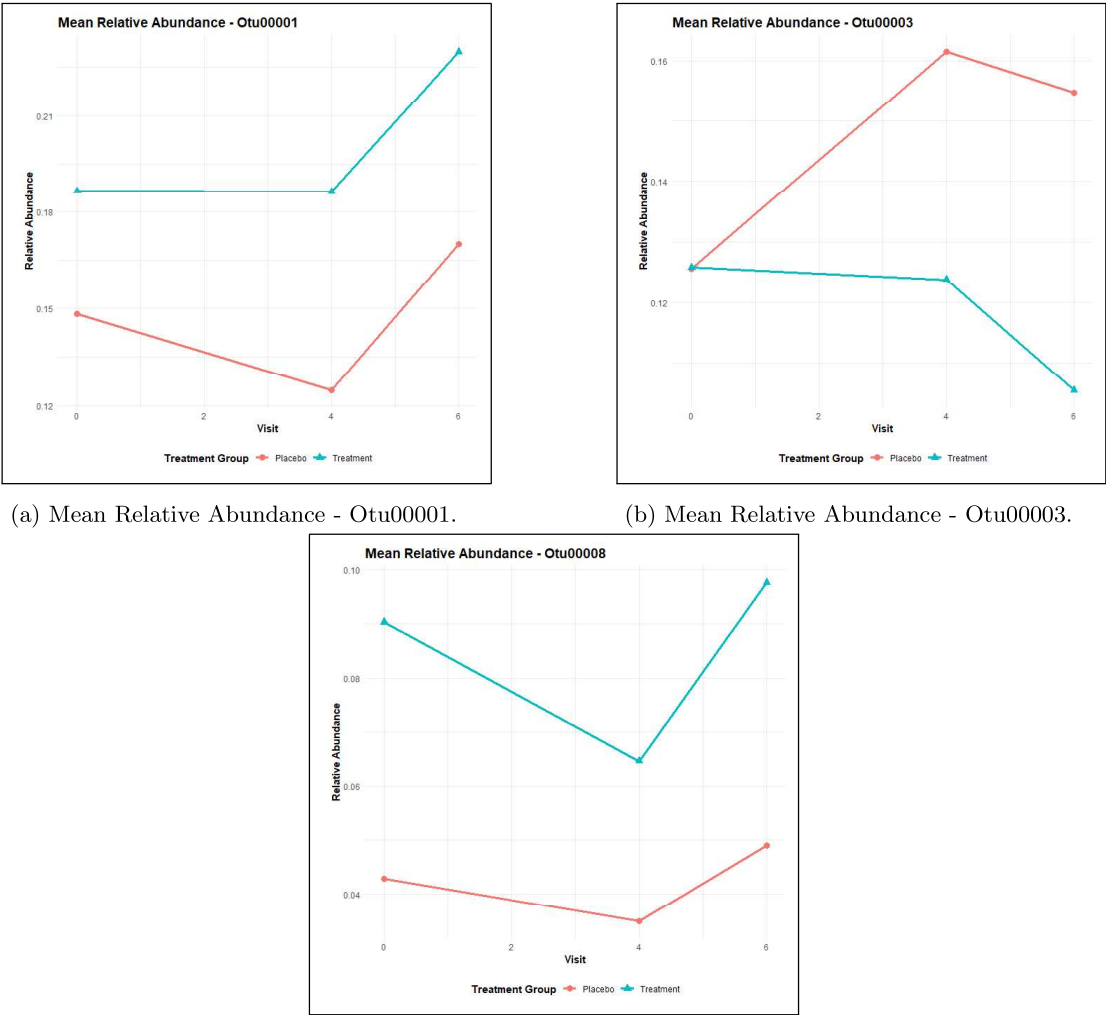 Mean Relative Abundance - Otu00001
0.21
0.18
0.15
0.12
Relative Abundance
0 2 4 6
Visit
Treatment Group Placebo Treatment
(a) Mean Relative Abundance - Otu00001.
Mean Relative Abundance - Otu00003
0.16
0.14
0.12
Relative Abundance
0 2 4 6
Visit
Treatment Group Placebo Treatment
(b) Mean Relative Abundance - Otu00003.
Mean Relative Abundance - Otu00008
0.10
0.08
0.06
0.04
Relative Abundance
0 2 4 6
Visit
Treatment Group Placebo Treatment